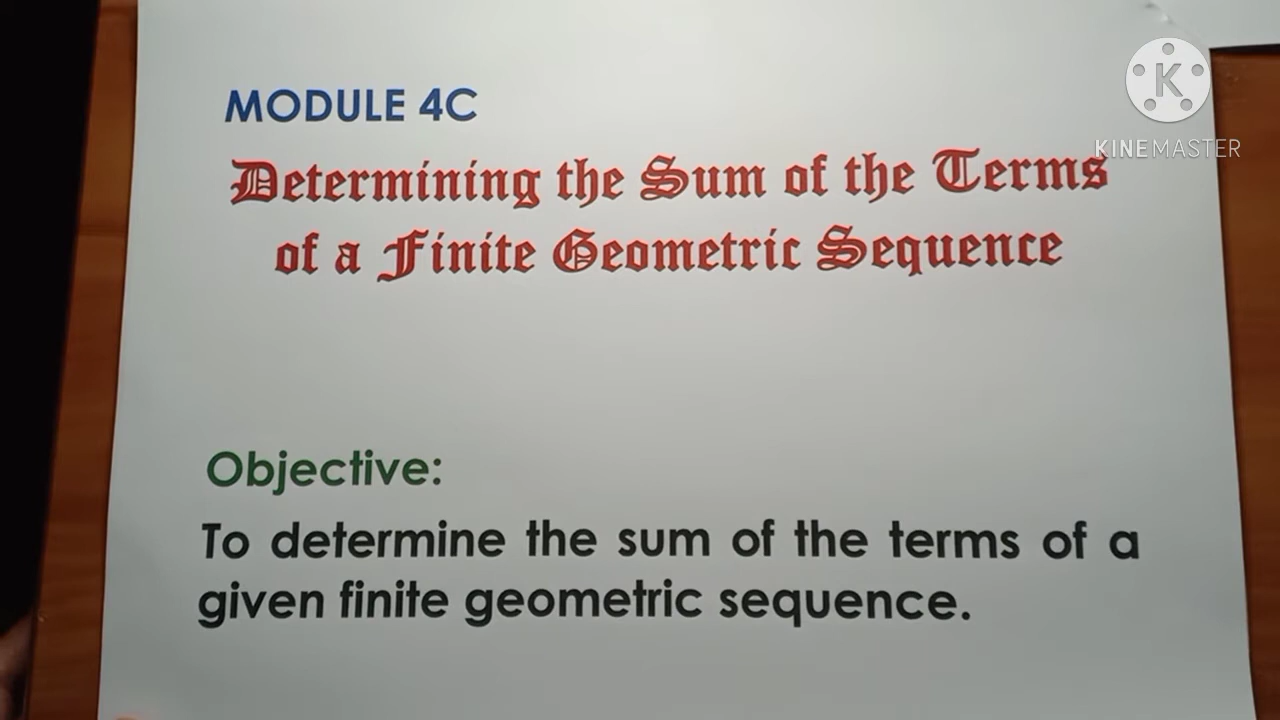 MODULE 4C
Determining the Sum of the Terms
of a Finite Geometric Sequence
Objective:
To determine the sum of the terms of a
given finite geometric sequence.
K
KINEMASTER